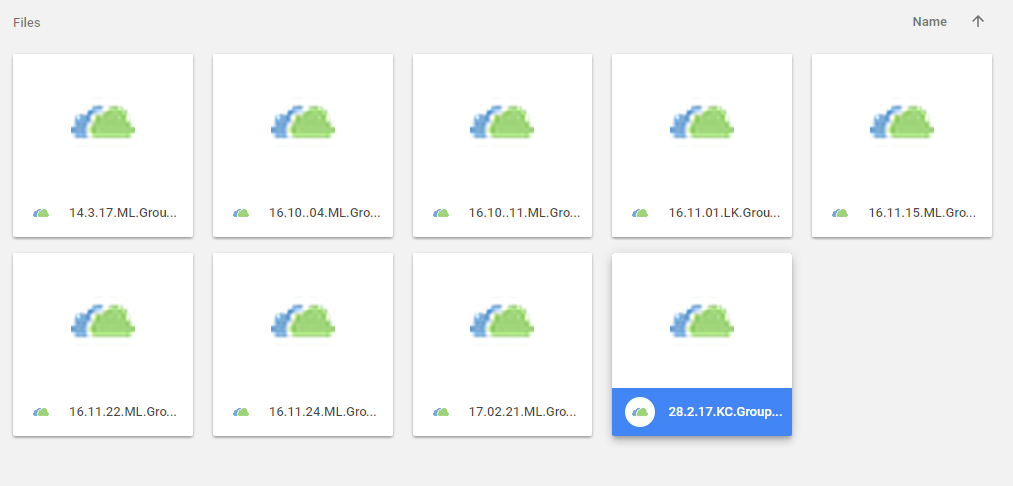 Files
Name
14.3.17.ML.Grou...
16.10..04.ML.Gro...
16.10..11.ML.Gro...
16.11.01.LK.Grou...
16.11.15.ML.Gro...
16.11.22.ML.Gro...
16.11.24.ML.Gro...
17.02.21.ML.Gro...
28.2.17.KC.Group...